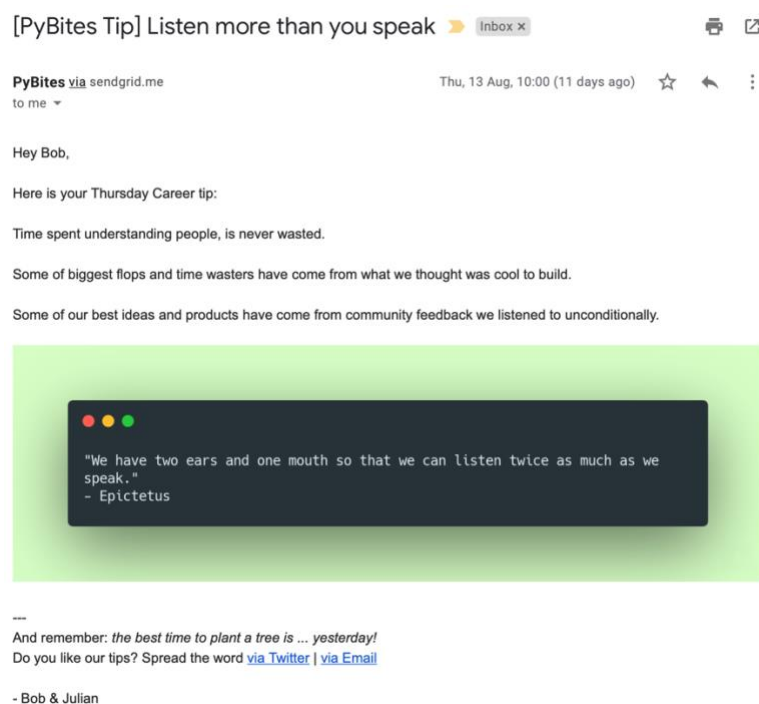 [PyBites Tip] Listen more than you speak Inbox ×
PyBites via sendgrid.me Thu, 13 Aug, 10:00 (11 days ago)
to me
Hey Bob,
Here is your Thursday Career tip:
Time spent understanding people, is never wasted.
Some of biggest flops and time wasters have come from what we thought was cool to build.
Some of our best ideas and products have come from community feedback we listened to unconditionally.
"We have two ears and one mouth so that we can listen twice as much as we
speak."
- Epictetus
---
And remember: the best time to plant a tree is ... yesterday!
Do you like our tips? Spread the word via Twitter | via Email
- Bob & Julian